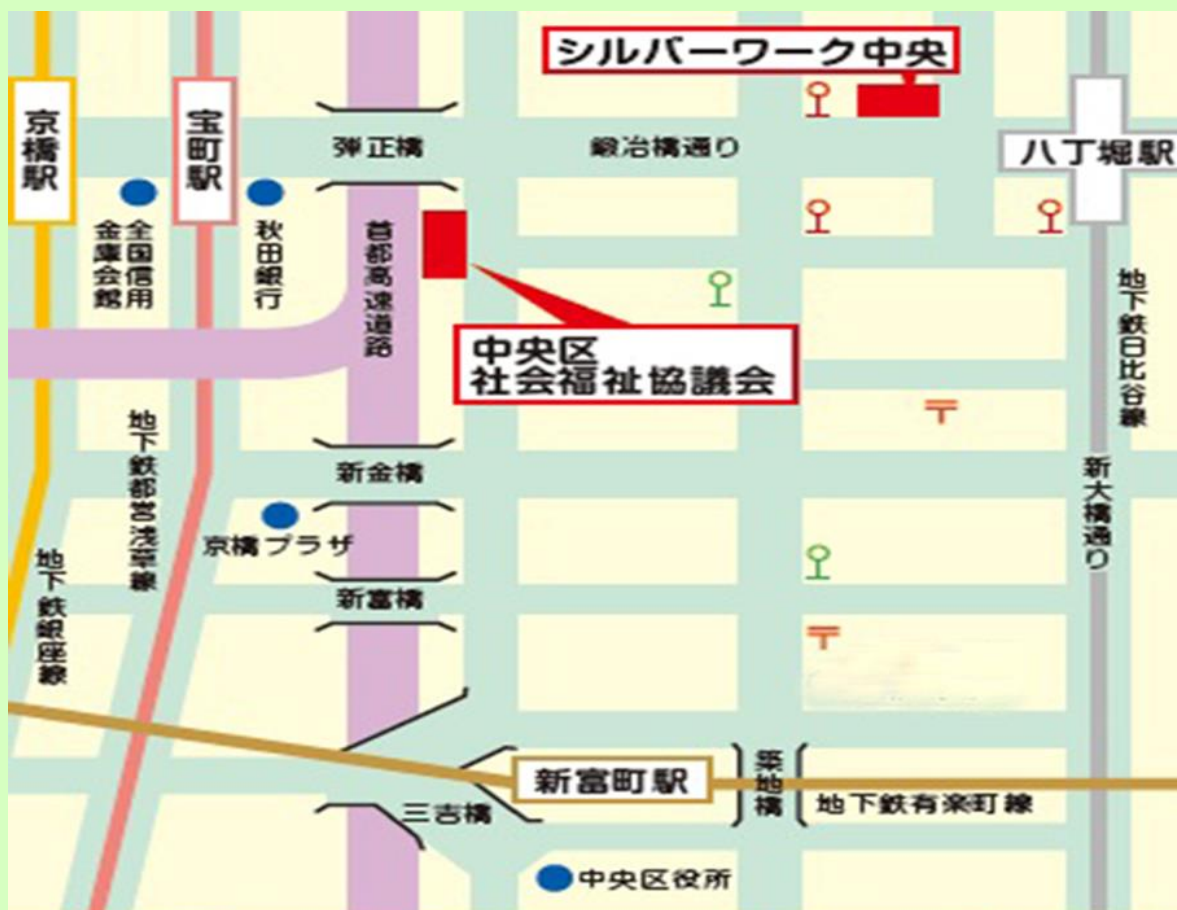 シルバーワーク中央
京橋駅
宝町駅
弾正橋
鍛冶橋通り
八丁堀駅
全国信用
金庫会館
秋田銀行
首都高速道路
中央区
社会福祉協議会
地下鉄日比谷線
地下鉄都営浅草線
新金橋
新大橋通り
京橋プラザ
地下鉄銀座線
新富橋
新富町駅
築地橋
三吉橋
地下鉄有楽町線
中央区役所